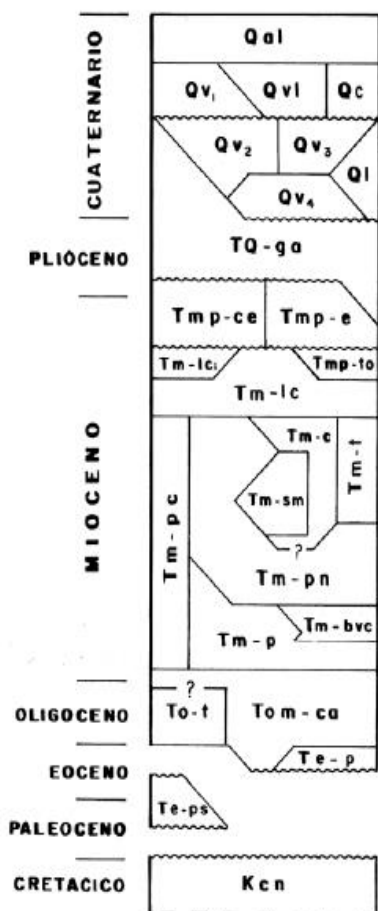 Qal
Qv₁ Qvl Qc
CUATERNARIO
Qv₂ Qv₃
Ql
Qv₄
TQ-ga
PLIOCENO
Tmp-ce Tmp-e
Tm-lc₁ Tmp-to
Tm-lc
MIOCENO
Tm-pc
Tm-c
Tm-t
Tm-sm
?
Tm-pn
Tm-bvc
Tm-p
?
OLIGOCENO To-t Tom-ca
Te-p
EOCENO
Te-ps
PALEOCENO
CRETACICO Kcn